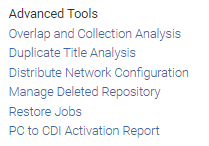 Advanced Tools
Overlap and Collection Analysis
Duplicate Title Analysis
Distribute Network Configuration
Manage Deleted Repository
Restore Jobs
PC to CDI Activation Report